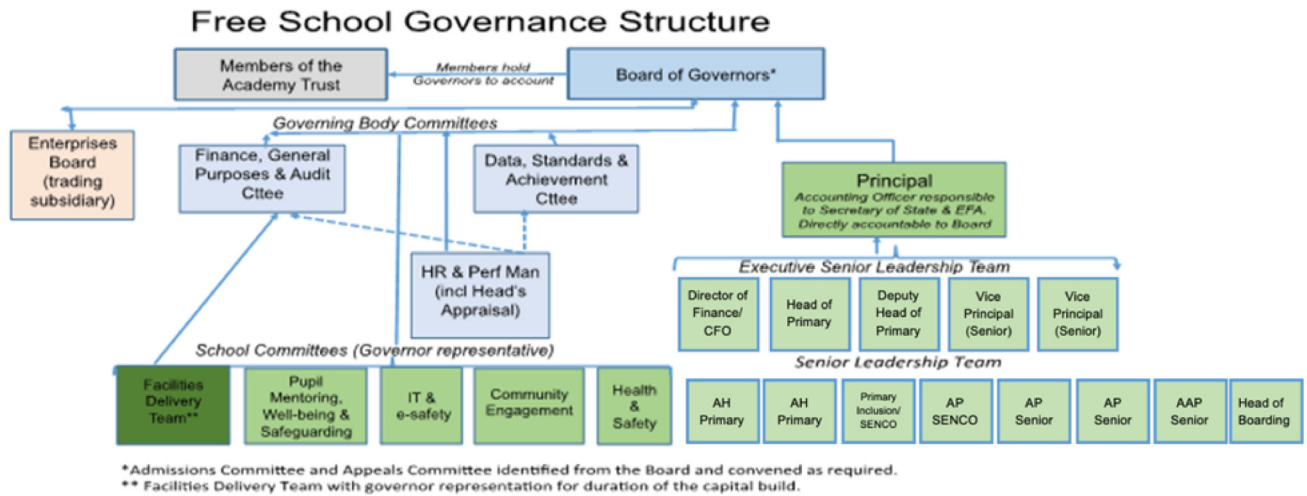 Free School Governance Structure
Members of the
Academy Trust
Members hold
Governors to account
Board of Governors*
Governing Body Committees
Enterprises
Board
(trading
subsidiary)
Finance, General
Purposes & Audit
Cttee
Data, Standards &
Achievement
Cttee
Principal
Accounting Officer responsible
to Secretary of State & EFA.
Directly accountable to Board
HR & Perf Man
(incl Head's
Appraisal)
Executive Senior Leadership Team
Director of
Finance/
CFO
Head of
Primary
Deputy
Head of
Primary
Vice
Principal
(Senior)
Vice
Principal
(Senior)
School Committees (Governor representative)
Senior Leadership Team
Facilities
Delivery
Team**
Pupil
Mentoring,
Well-being &
Safeguarding
IT &
e-safety
Community
Engagement
Health
&
Safety
AH
Primary
AH
Primary
Primary
Inclusion/
SENCO
AP
SENCO
AP
Senior
AP
Senior
AAP
Senior
Head of
Boarding
*Admissions Committee and Appeals Committee identified from the Board and convened as required.
** Facilities Delivery Team with governor representation for duration of the capital build.